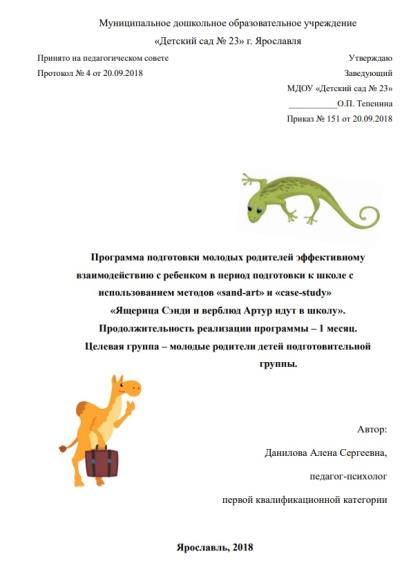 Муниципальное дошкольное образовательное учреждение
«Детский сад № 23» г. Ярославля
Принято на педагогическом совете Утверждаю
Протокол № 4 от 20.09.2018 Заведующий
МДОУ «Детский сад № 23»
___________О.П. Тепенина
Приказ № 151 от 20.09.2018
Программа подготовки молодых родителей эффективному
взаимодействию с ребенком в период подготовки к школе с
использованием методов «sand-art» и «case-study»
«Ящерица Сэнди и верблюд Артур идут в школу».
Продолжительность реализации программы – 1 месяц.
Целевая группа – молодые родители детей подготовительной
группы.
Автор:
Данилова Алена Сергеевна,
педагог-психолог
первой квалификационной категории
Ярославль, 2018